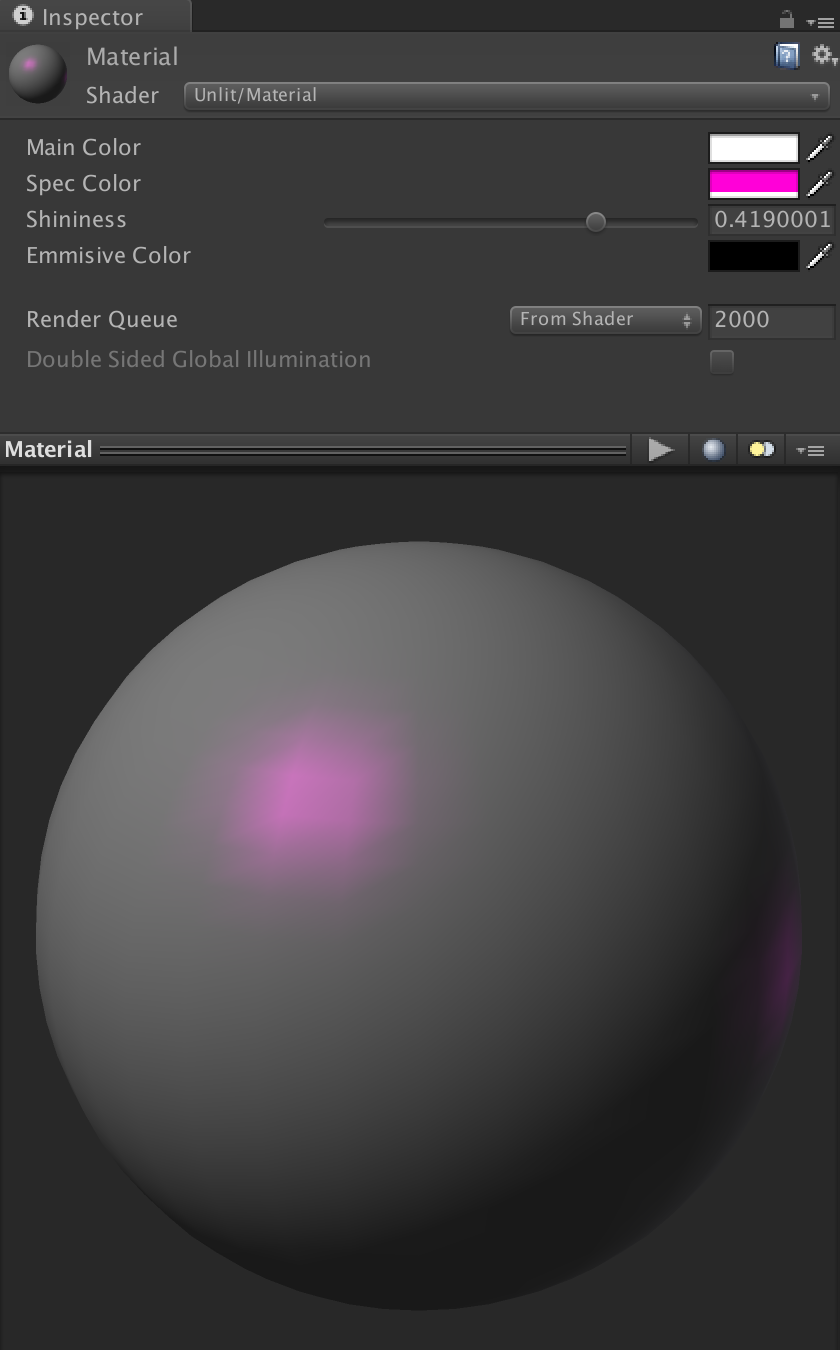 Inspector
Material
Shader Unlit/Material
Main Color
Spec Color
Shininess 0.4190001
Emmisive Color
Render Queue From Shader 2000
Double Sided Global Illumination
Material